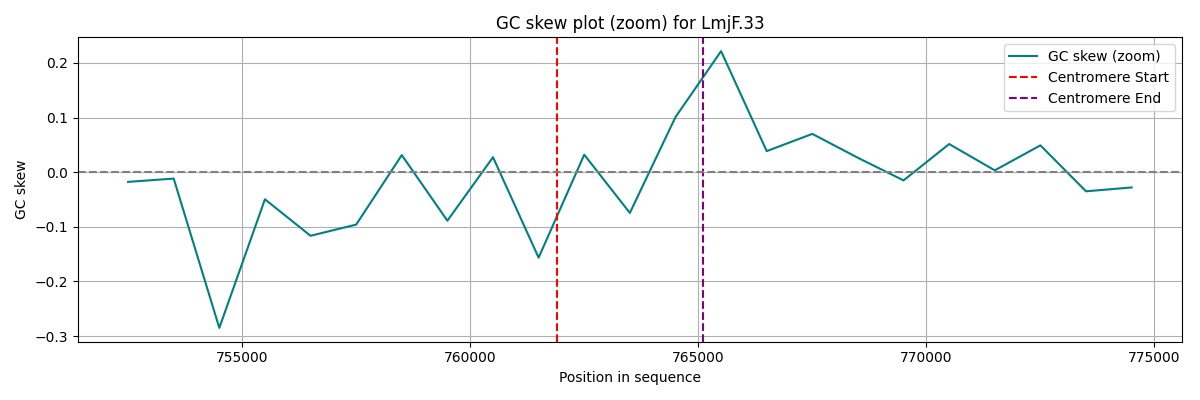 GC skew plot (zoom) for LmjF.33
GC skew
0.2
0.1
0.0
−0.1
−0.2
−0.3
755000
760000
765000
770000
775000
Position in sequence
GC skew (zoom)
Centromere Start
Centromere End